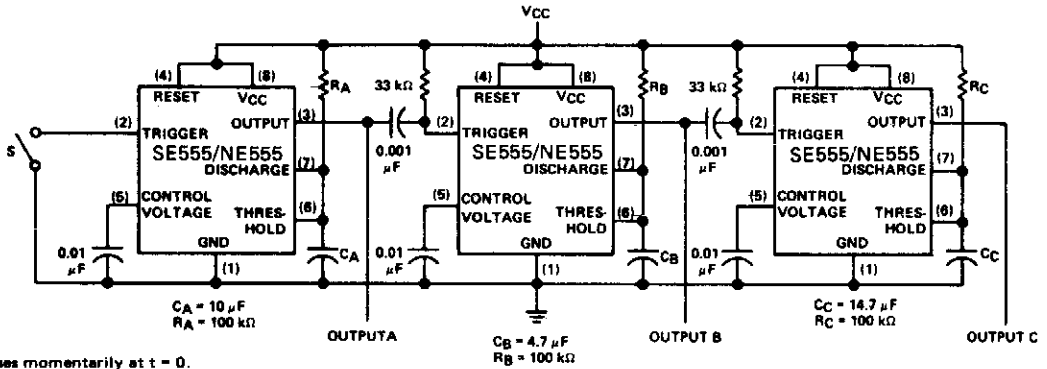 VCC
(4) (8)
RESET VCC
RA
33 kΩ
(3)
OUTPUT
(2)
TRIGGER
SE555/NE555
(7)
DISCHARGE
0.001
μF
S
(5)
CONTROL
VOLTAGE
(6)
THRES-
HOLD
GND
0.01
μF
(1)
CA
CA = 10 μF
RA = 100 kΩ
OUTPUT A
(4) (8)
RESET VCC
RB
33 kΩ
(3)
OUTPUT
(2)
TRIGGER
SE555/NE555
(7)
DISCHARGE
0.001
μF
(5)
CONTROL
VOLTAGE
(6)
THRES-
HOLD
GND
0.01
μF
(1)
CB
CB = 4.7 μF
RB = 100 kΩ
OUTPUT B
(4) (8)
RESET VCC
RC
(3)
OUTPUT
(2)
TRIGGER
SE555/NE555
(7)
DISCHARGE
(5)
CONTROL
VOLTAGE
(6)
THRES-
HOLD
GND
0.01
μF
(1)
CC
CC = 14.7 μF
RC = 100 kΩ
OUTPUT C
momentarily at t = 0.